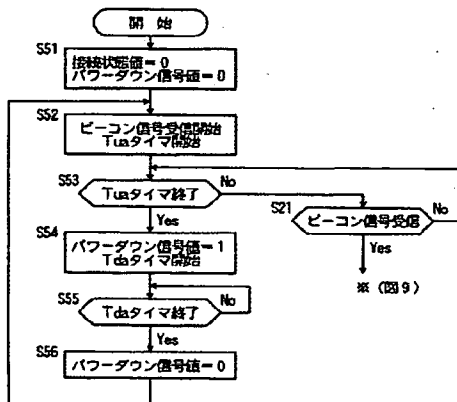 開 始
S51
接続状態値=0
パワーダウン信号値=0
S52
ビーコン信号受信開始
Tuaタイマ開始
S53
Tuaタイマ終了
No
Yes
S21
ビーコン信号受信
No
Yes
※(図9)
S54
パワーダウン信号値=1
Tdaタイマ開始
S55
Tdaタイマ終了
No
Yes
S56
パワーダウン信号値=0